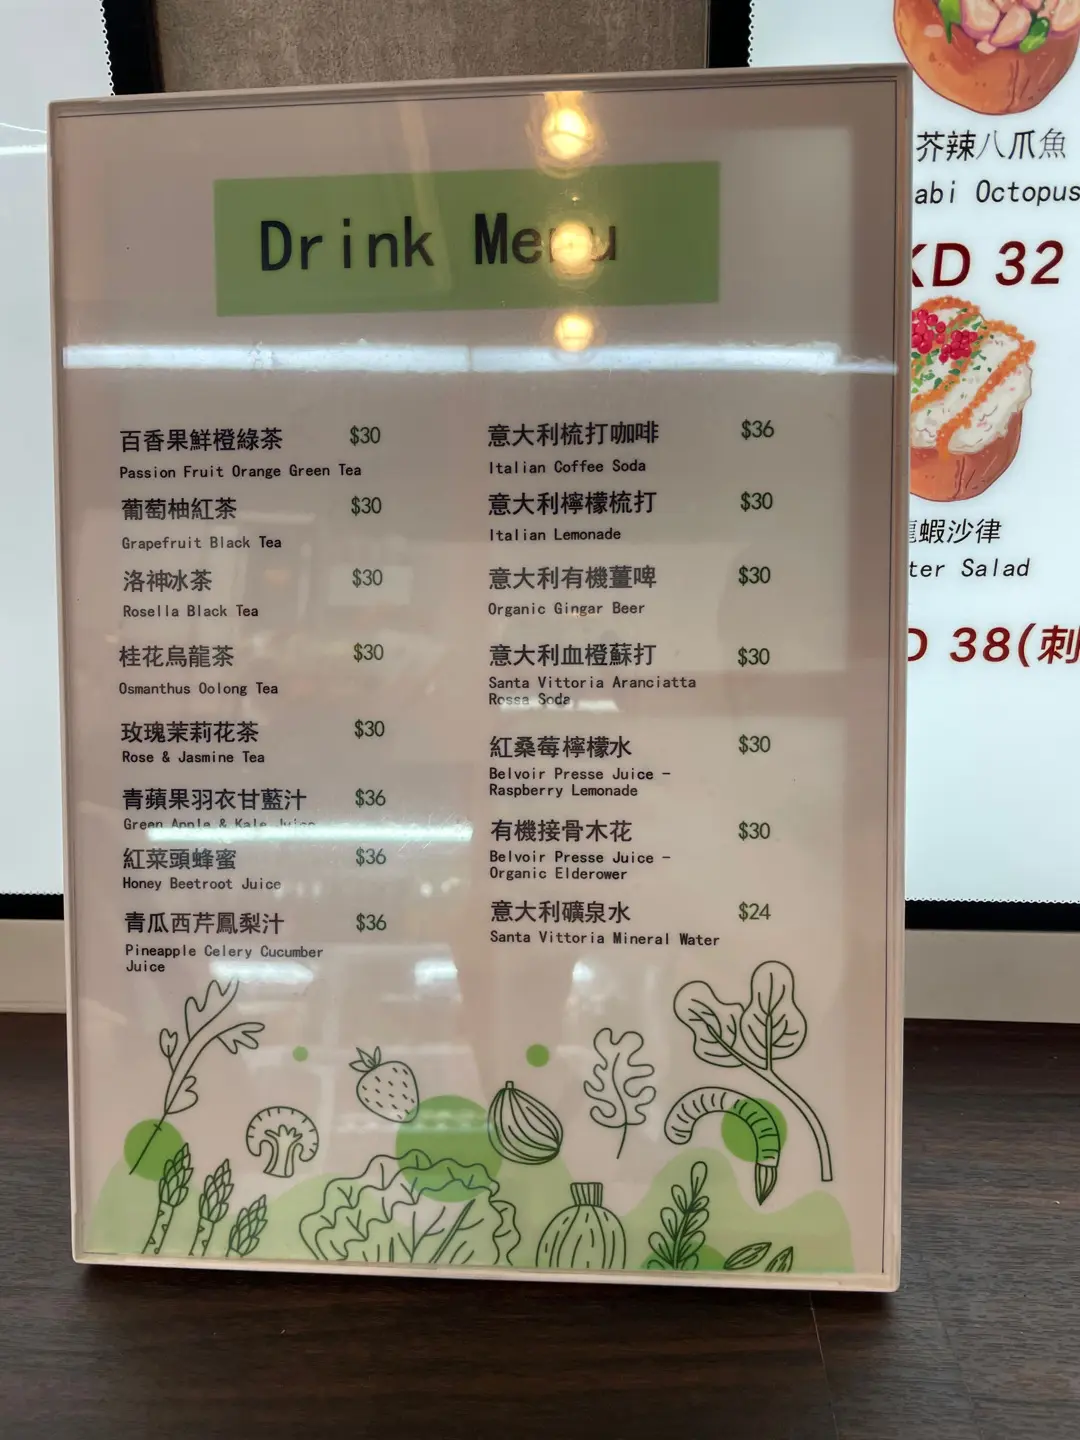 Drink Menu
百香果鮮橙綠茶 $30
Passion Fruit Orange Green Tea
葡萄柚紅茶 $30
Grapefruit Black Tea
洛神冰茶 $30
Rosella Black Tea
桂花烏龍茶 $30
Osmanthus Oolong Tea
玫瑰茉莉花茶 $30
Rose & Jasmine Tea
青蘋果羽衣甘藍汁 $36
Green Apple & Kale Juice
紅菜頭蜂蜜 $36
Honey Beetroot Juice
青瓜西芹鳳梨汁 $36
Pineapple Celery Cucumber
Juice
意大利梳打咖啡 $36
Italian Coffee Soda
意大利檸檬梳打 $30
Italian Lemonade
意大利有機薑啤 $30
Organic Gingar Beer
意大利血橙蘇打 $30
Santa Vittoria Aranciatta
Rossa Soda
紅桑莓檸檬水 $30
Belvoir Presse Juice -
Raspberry Lemonade
有機接骨木花 $30
Belvoir Presse Juice -
Organic Elderower
意大利礦泉水 $24
Santa Vittoria Mineral Water
芥辣八爪魚
abi Octopus
KD 32
龍蝦沙律
ter Salad
D 38(刺